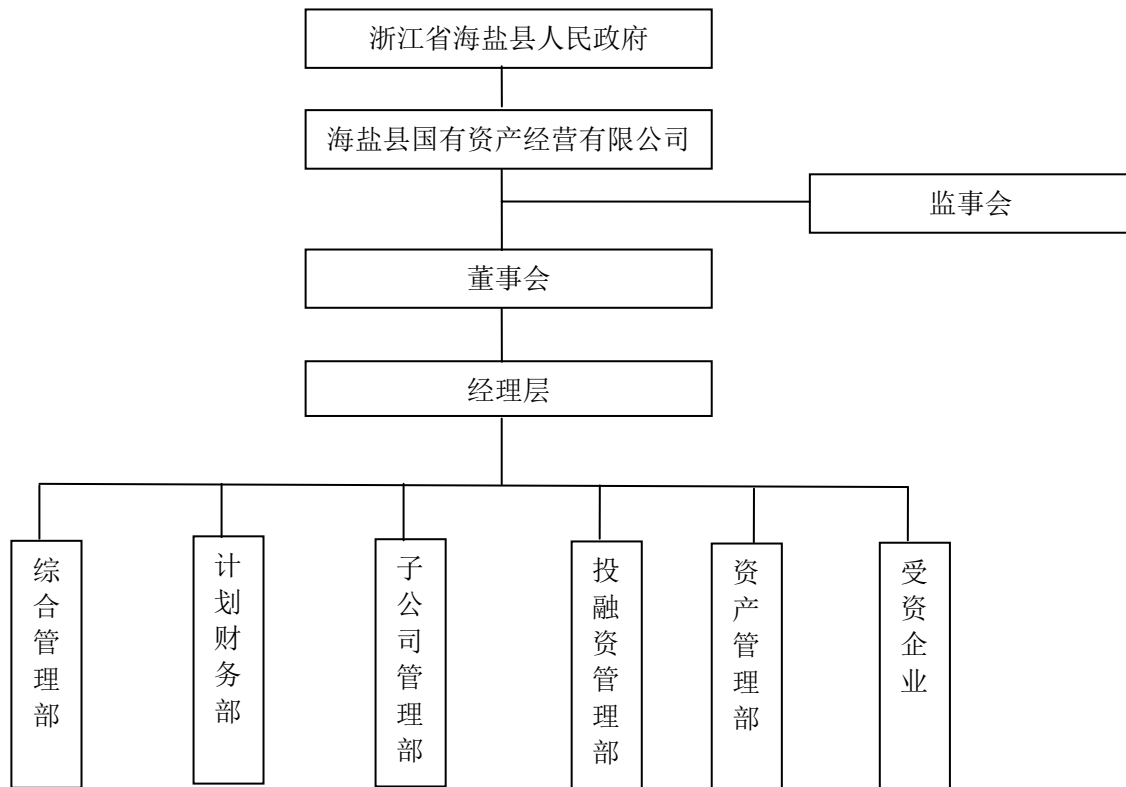 浙江省海盐县人民政府
海盐县国有资产经营有限公司
监事会
董事会
经理层
综合管理部
计划财务部
子公司管理部
投融资管理部
资产管理部
受资企业